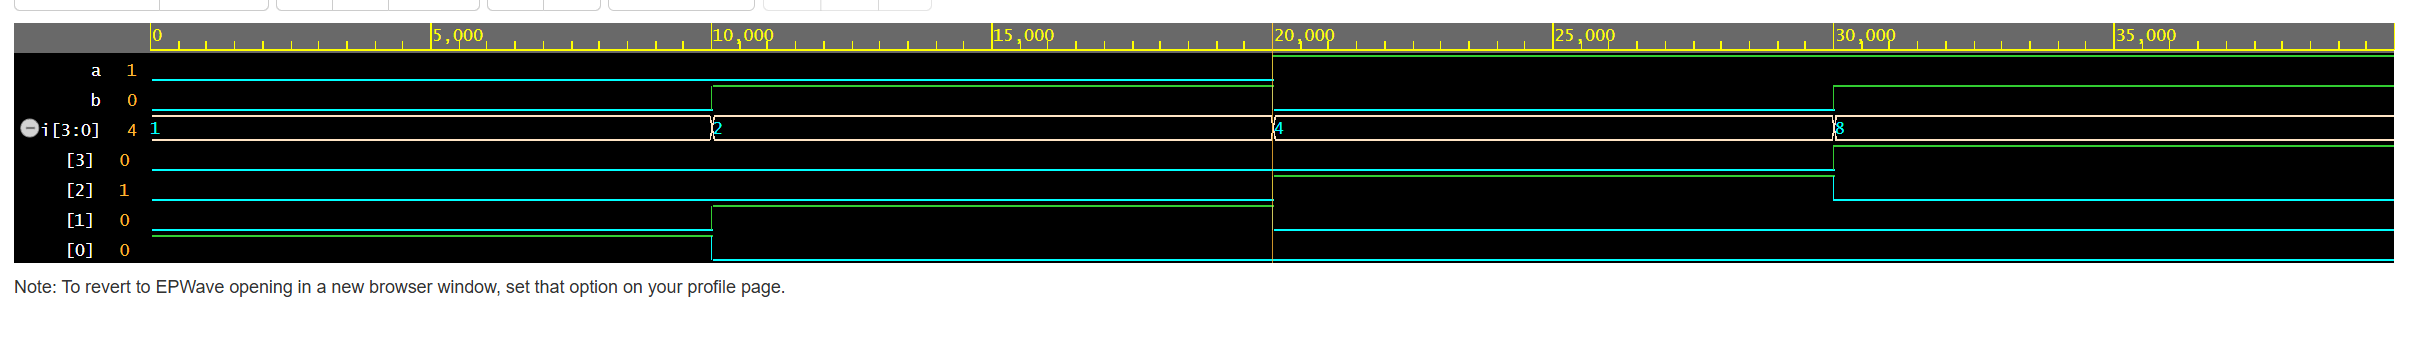 0 5,000 10,000 15,000 20,000 25,000 30,000 35,000
a 1
b 0
i[3:0] 4 1 2 4 8
[3] 0
[2] 1
[1] 0
[0] 0
Note: To revert to EPWave opening in a new browser window, set that option on your profile page.